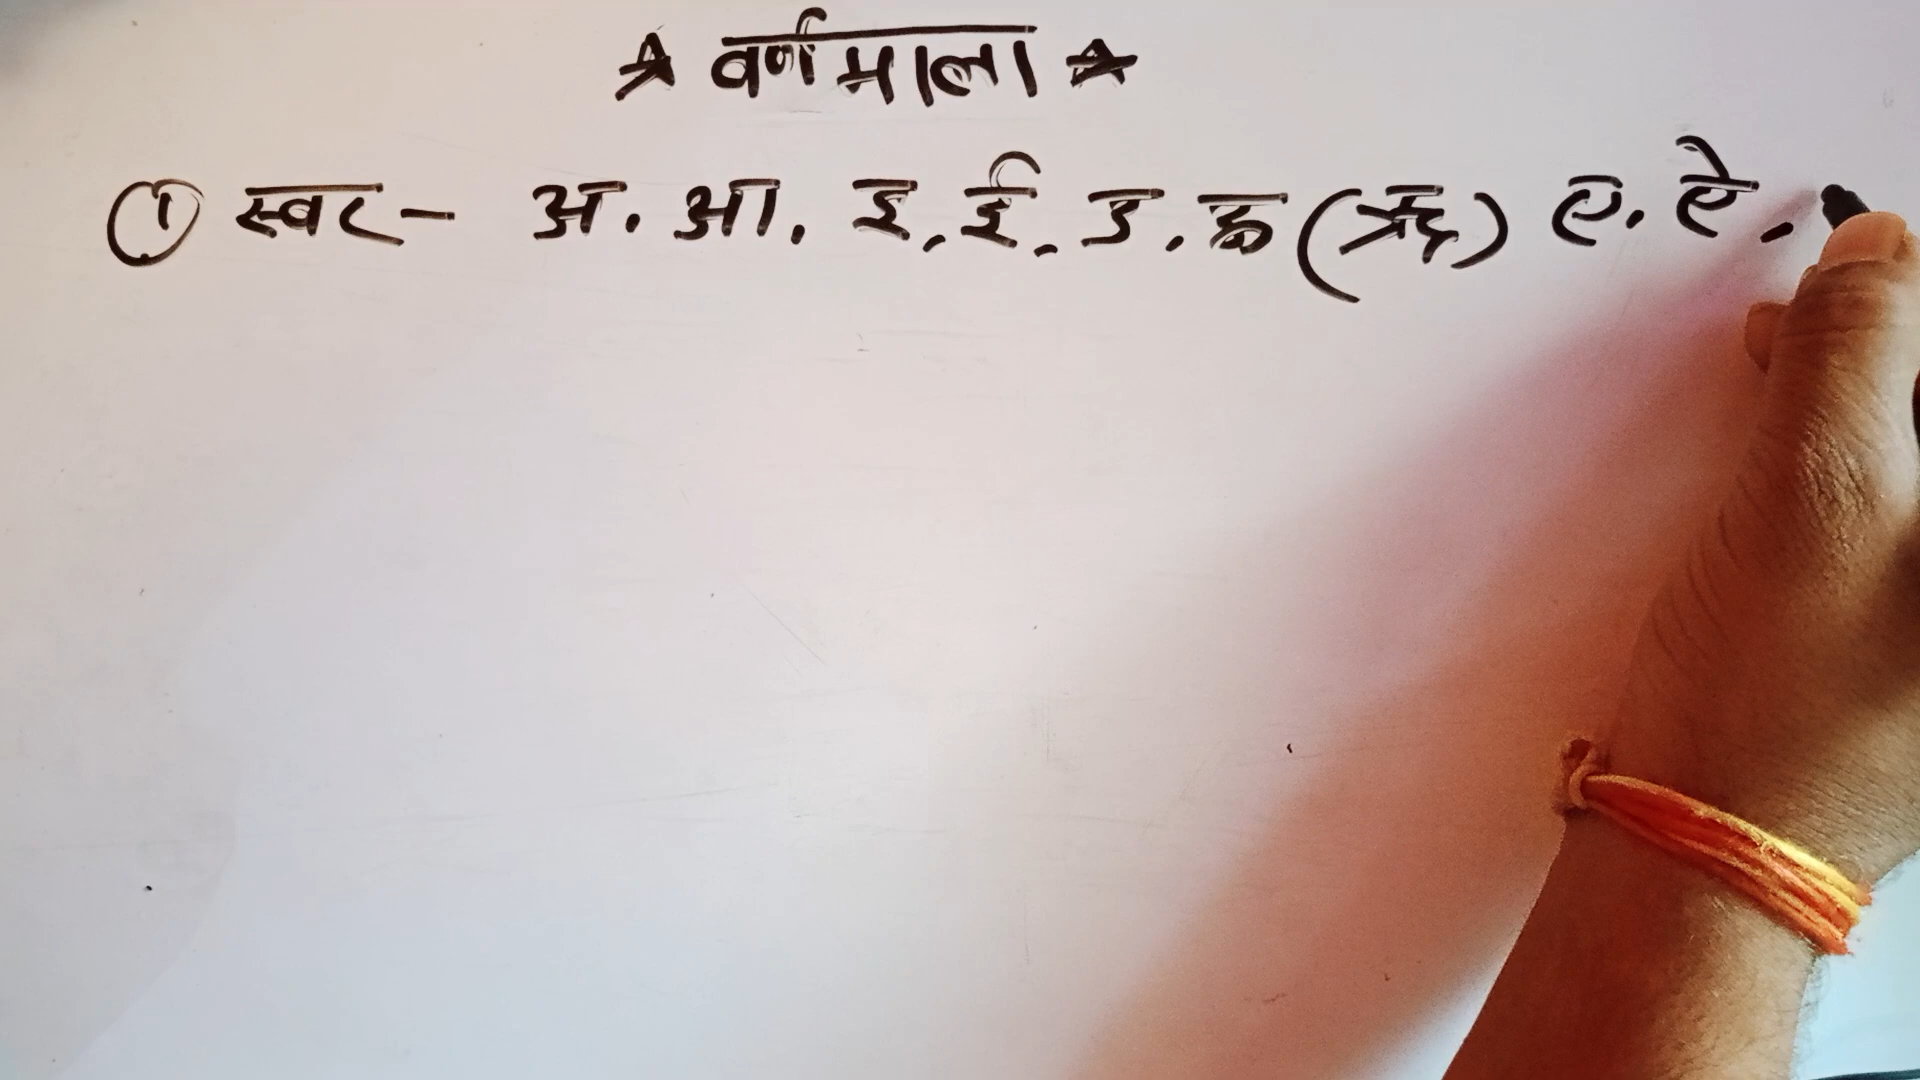 ★ वर्णमाला ★
① स्वर - अ. आ. इ. ई. उ. ऊ (ऋ) ए. ऐ.